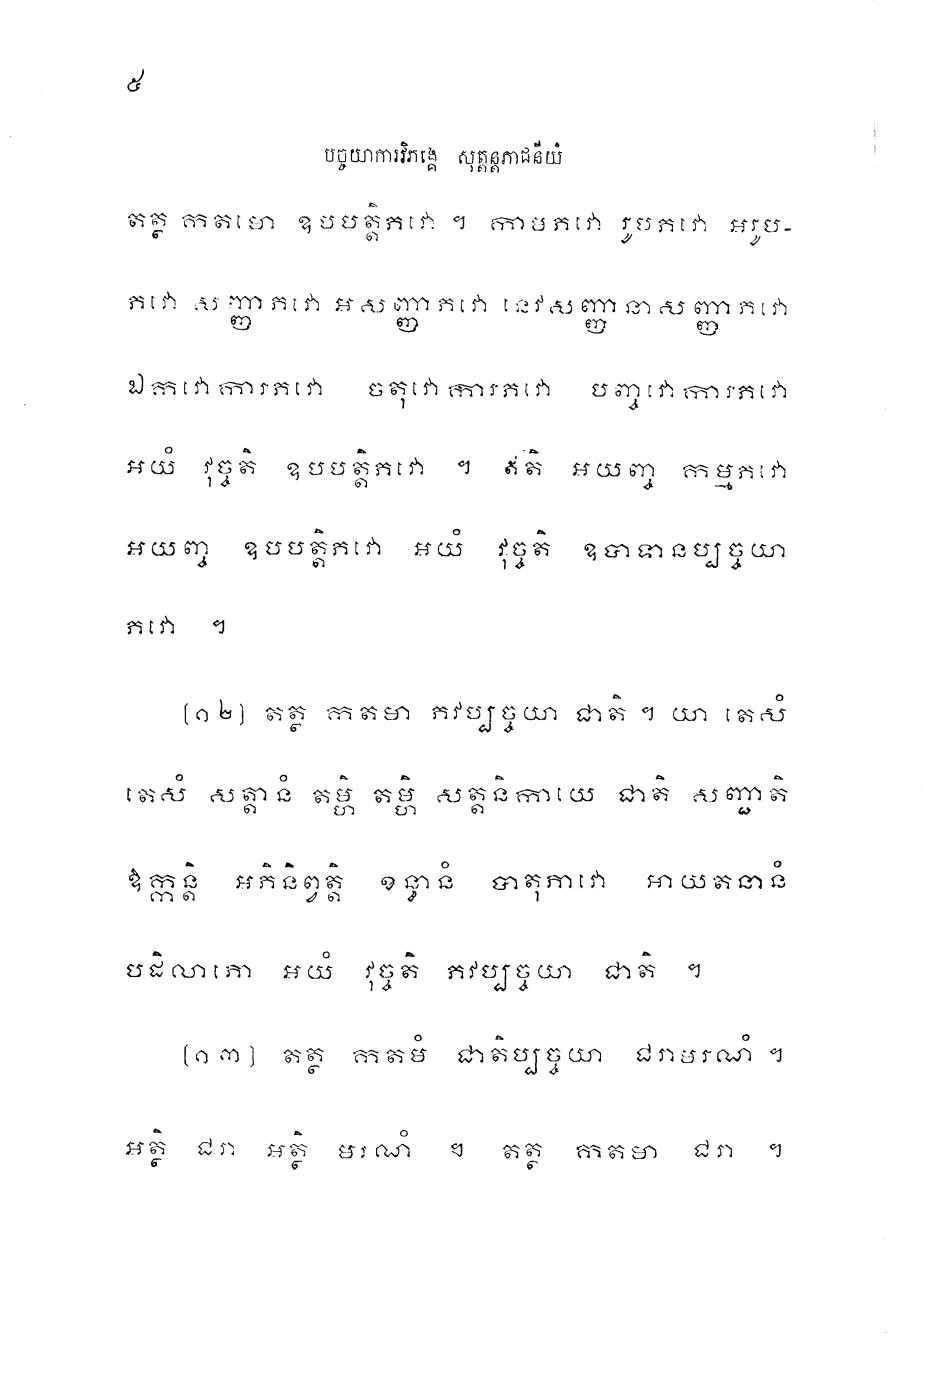 ៥
បច្ចយាការវិភង្គេ សុត្តន្តភាជនីយំ
តត្ថ កតមោ ឧបបត្តិភវោ ។ កាមភវោ រូបភវោ អរូប-
ភវោ សញ្ញាភវោ អសញ្ញាភវោ នេវសញ្ញានាសញ្ញាភវោ
ឯកវោការភវោ ចតុវោការភវោ បញ្ចវោការភវោ
អយំ វុច្ចតិ ឧបបត្តិភវោ ។ ឥតិ អយញ្ច កម្មភវោ
អយញ្ច ឧបបត្តិភវោ អយំ វុច្ចតិ ឧបាទានប្បច្ចយា
ភវោ ។
(១២) តត្ថ កតមា ភវប្បច្ចយា ជាតិ ។ យា តេសំ
តេសំ សត្តានំ តម្ហិ តម្ហិ សត្តនិកាយេ ជាតិ សញ្ជាតិ
ឱក្កន្តិ អភិនិព្វត្តិ ខន្ធានំ បាតុភាវោ អាយតនានំ
បដិលាភោ អយំ វុច្ចតិ ភវប្បច្ចយា ជាតិ ។
(១៣) តត្ថ កតមំ ជាតិប្បច្ចយា ជរាមរណំ ។
អត្ថិ ជរា អត្ថិ មរណំ ។ តត្ថ កតមា ជរា ។